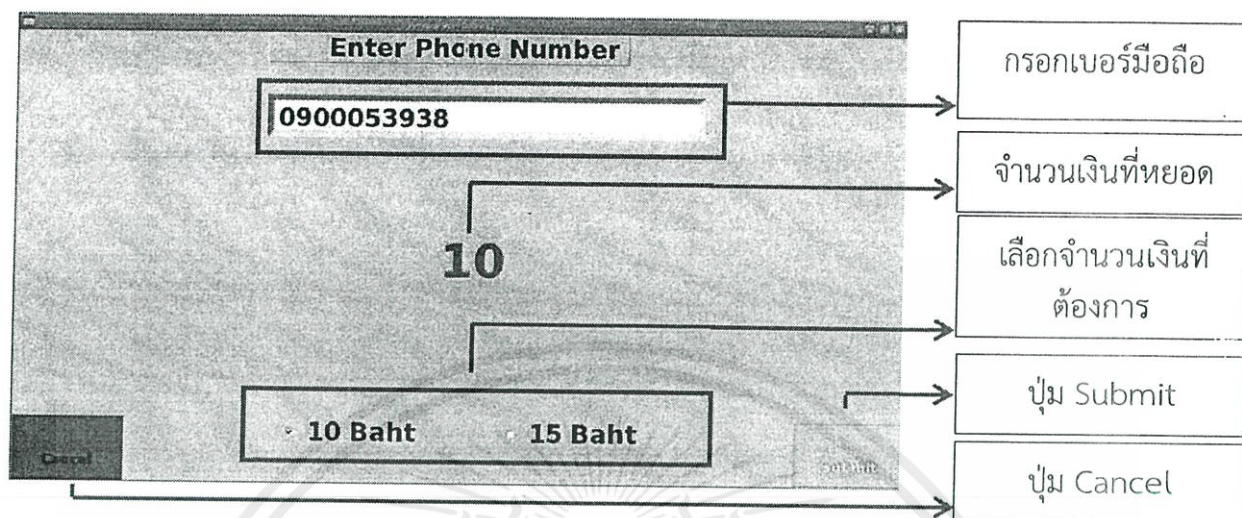 Enter Phone Number
0900053938
10
10 Baht
15 Baht
Cancel
Submit
กรอกเบอร์มือถือ
จำนวนเงินที่หยอด
เลือกจำนวนเงินที่
ต้องการ
ปุ่ม Submit
ปุ่ม Cancel